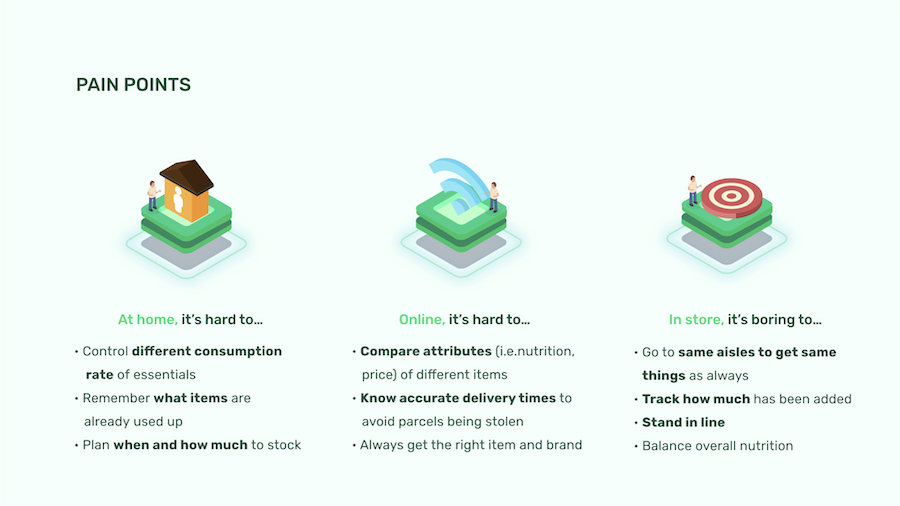 PAIN POINTS
At home, it’s hard to…
• Control different consumption
rate of essentials
• Remember what items are
already used up
• Plan when and how much to stock
Online, it’s hard to…
• Compare attributes (i.e.nutrition,
price) of different items
• Know accurate delivery times to
avoid parcels being stolen
• Always get the right item and brand
In store, it’s boring to…
• Go to same aisles to get same
things as always
• Track how much has been added
• Stand in line
• Balance overall nutrition